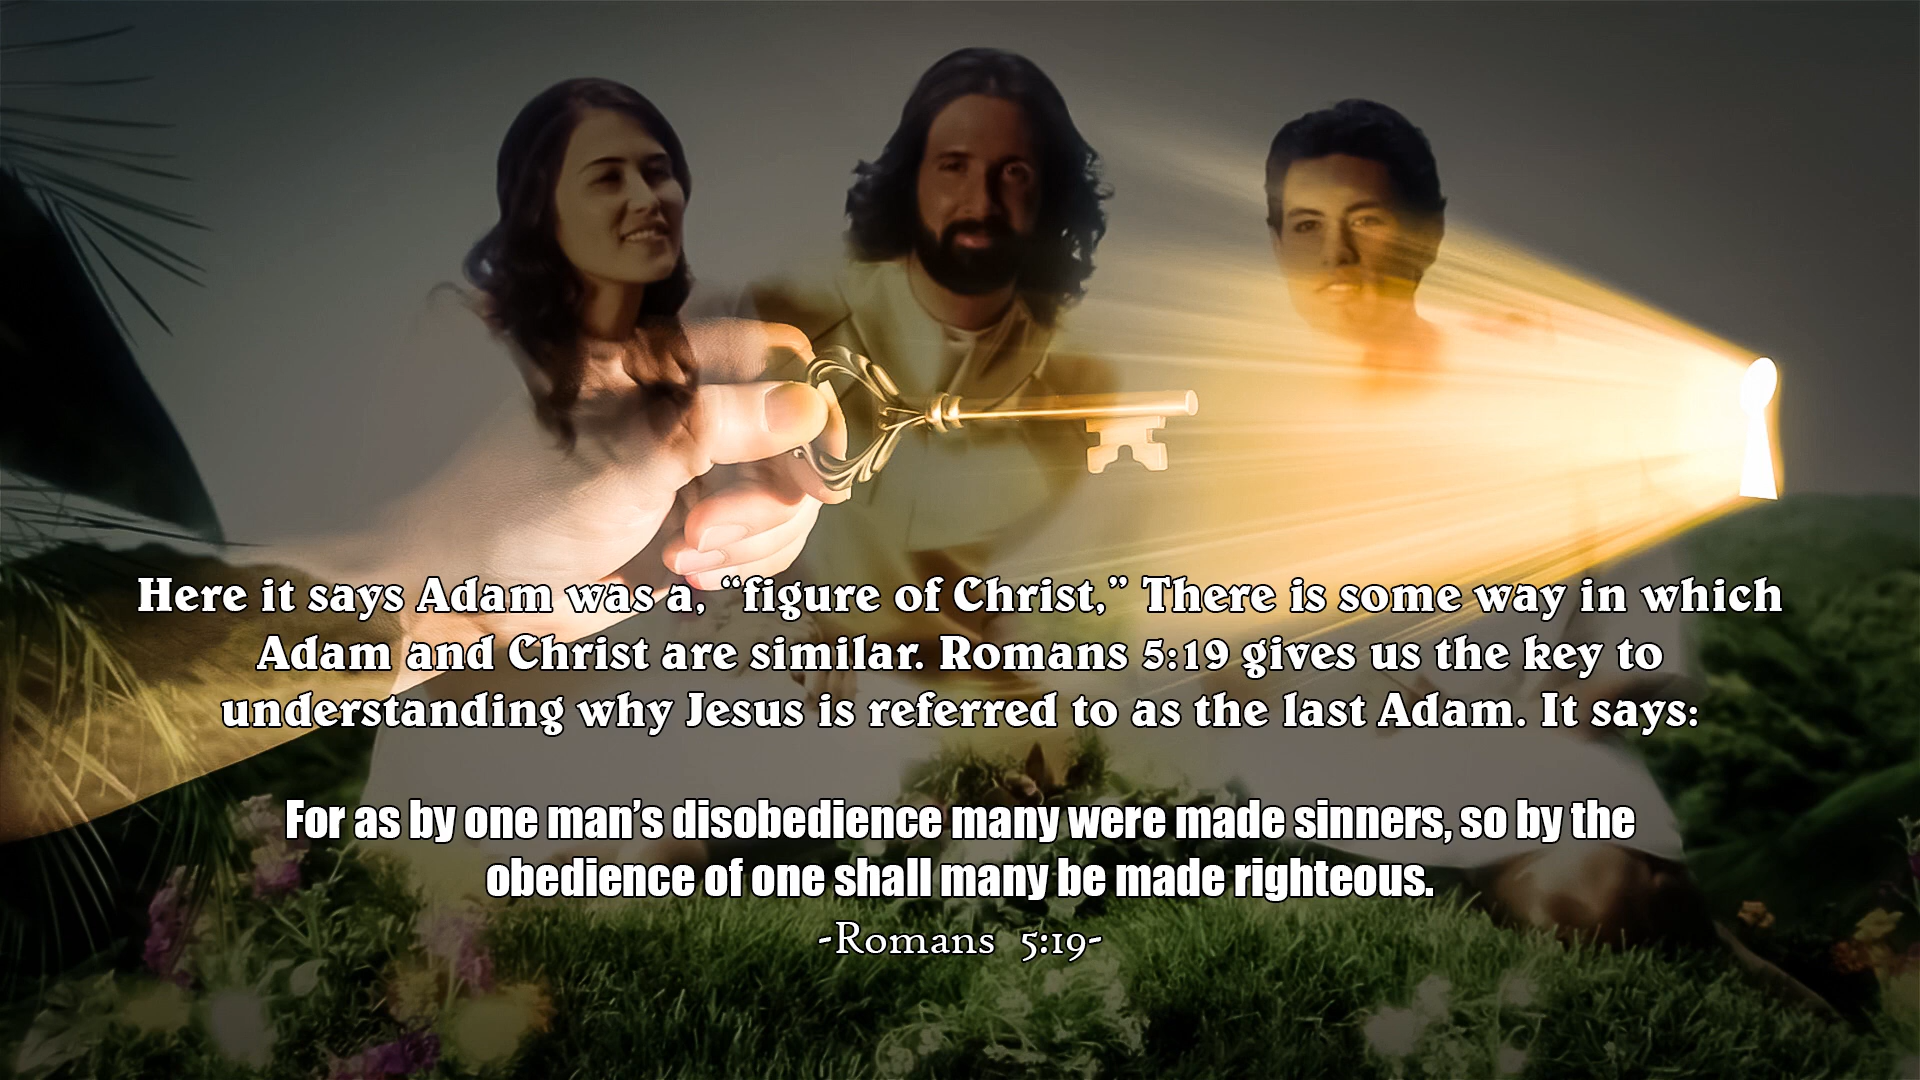 Here it says Adam was a, “figure of Christ,” There is some way in which
Adam and Christ are similar. Romans 5:19 gives us the key to
understanding why Jesus is referred to as the last Adam. It says:
For as by one man’s disobedience many were made sinners, so by the
obedience of one shall many be made righteous.
-Romans 5:19-